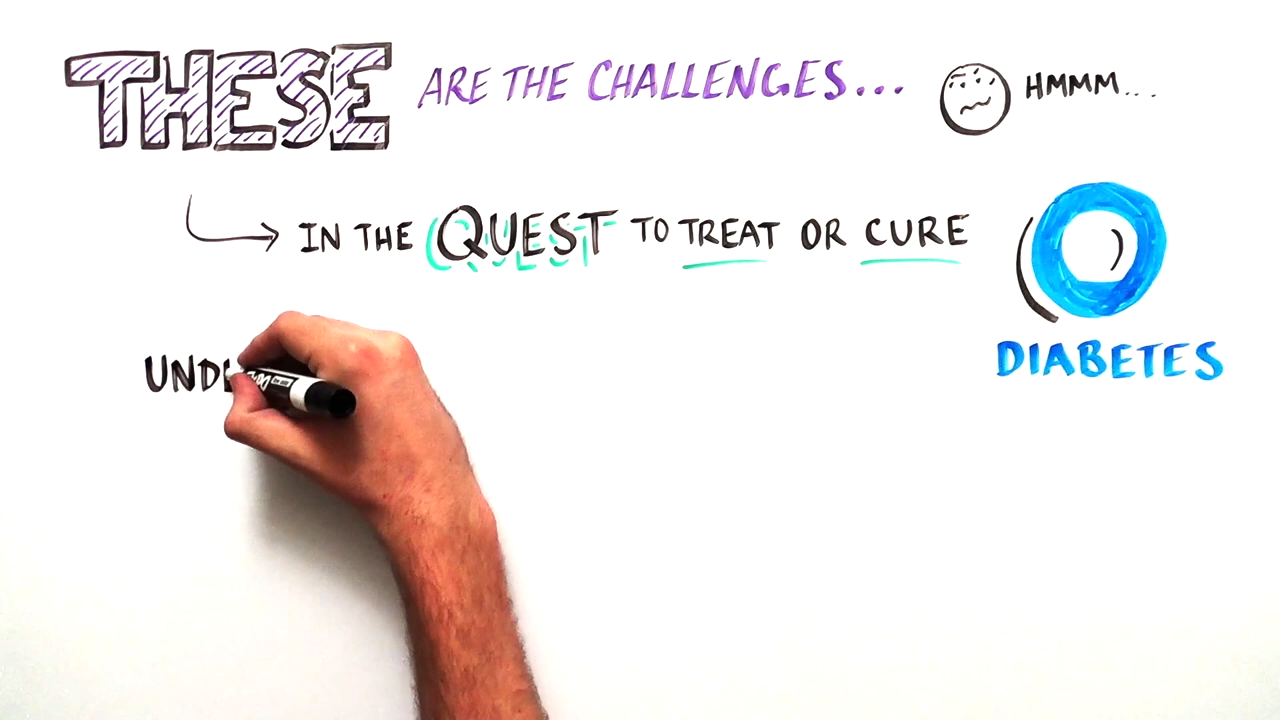 THESE ARE THE CHALLENGES... HMMM...
IN THE QUEST TO TREAT OR CURE
DIABETES
UND